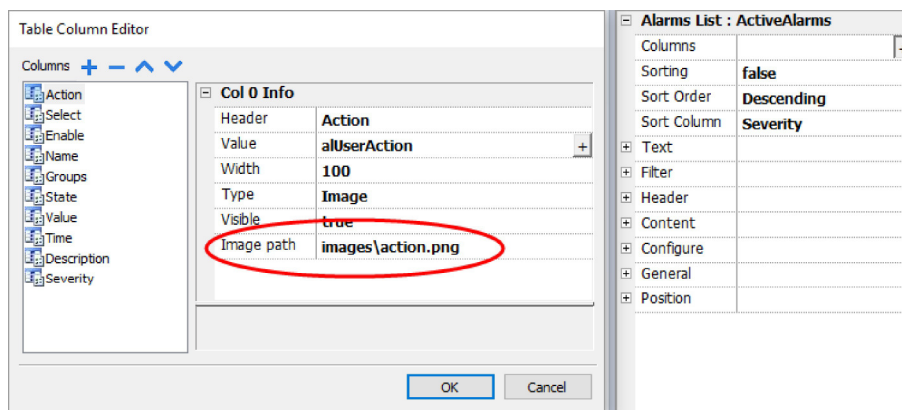 Table Column Editor
Columns
Action
Select
Enable
Name
Groups
State
Value
Time
Description
Severity
Col 0 Info
Header Action
Value alUserAction +
Width 100
Type Image
Visible true
Image path images\action.png
OK Cancel
Alarms List : ActiveAlarms
Columns
Sorting false
Sort Order Descending
Sort Column Severity
Text
Filter
Header
Content
Configure
General
Position